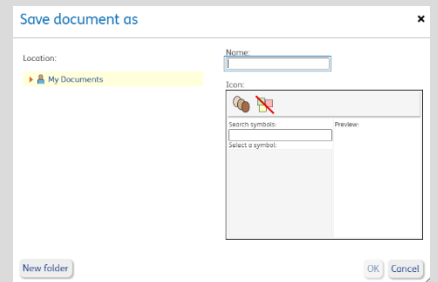 Save document as
Location:
My Documents
Name:
Icon:
Search symbols:
Preview:
Select a symbol:
New folder
OK
Cancel